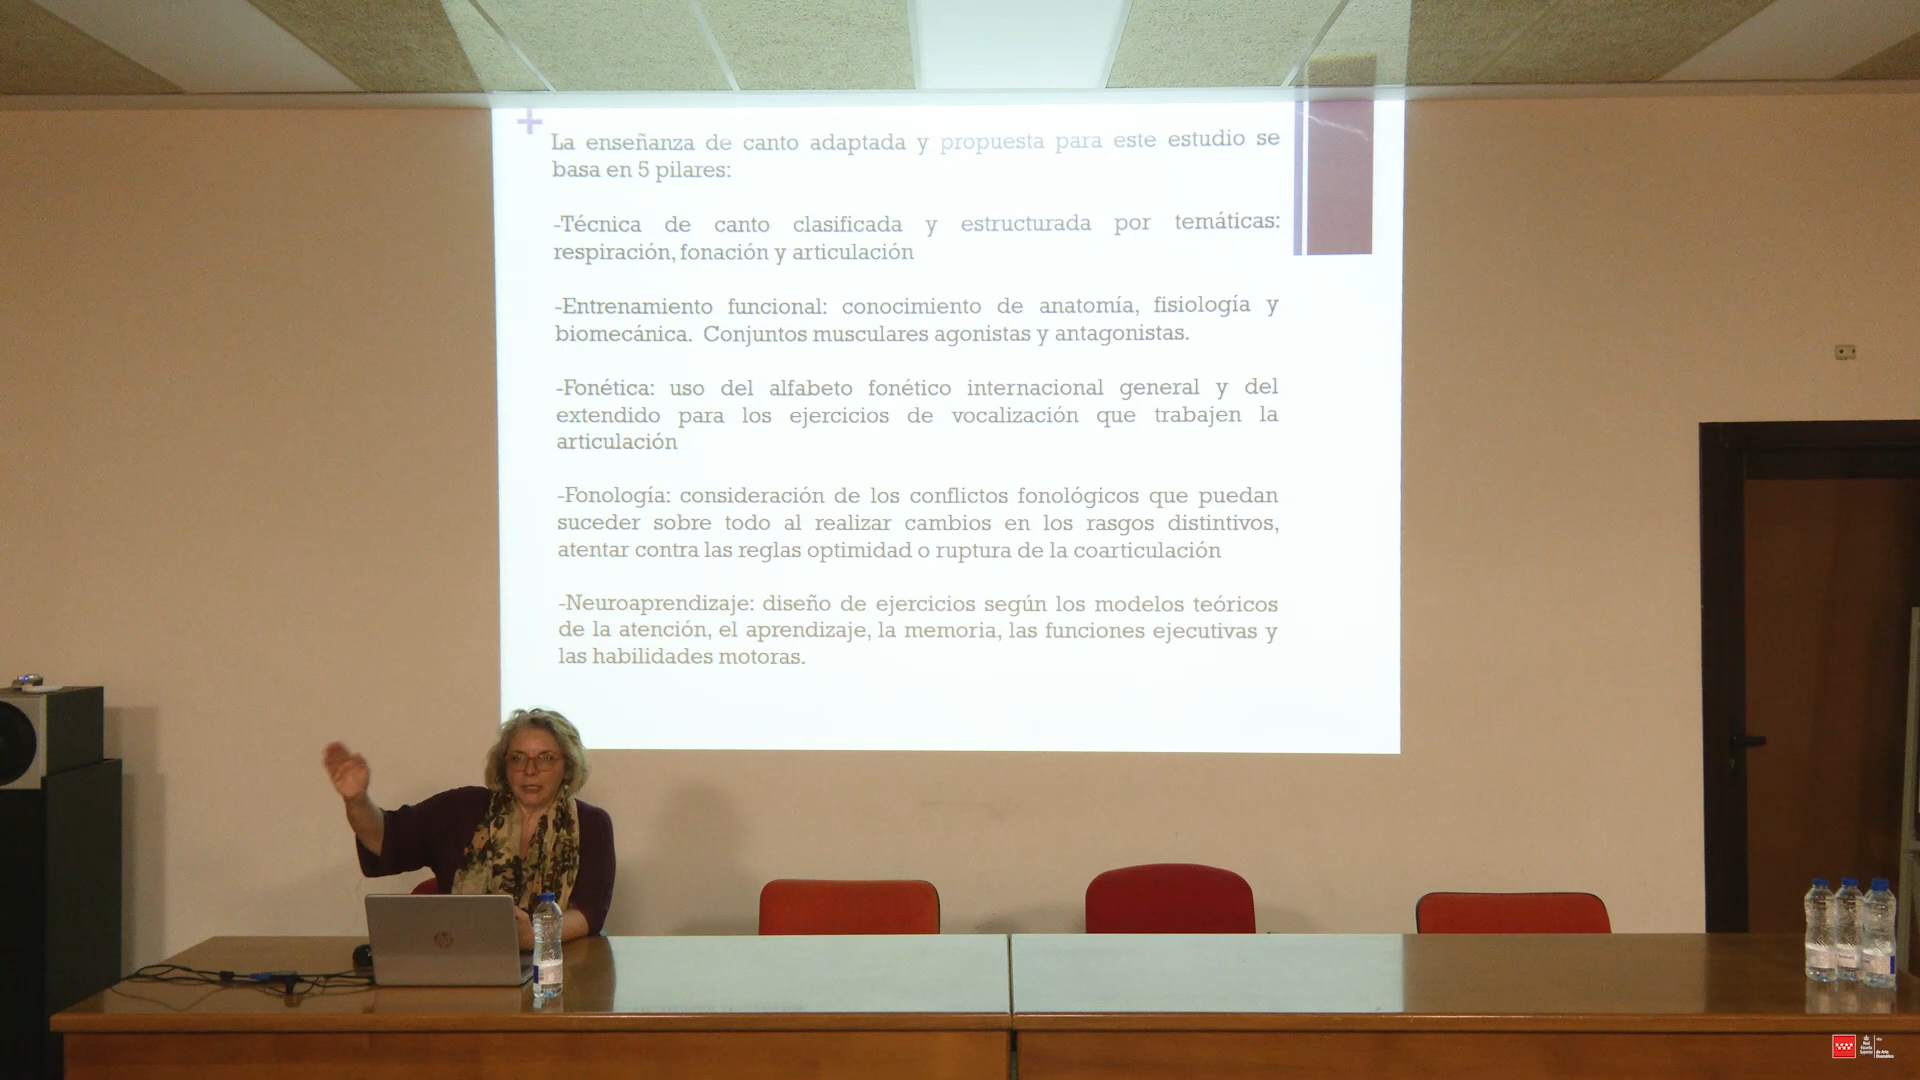 +
La enseñanza de canto adaptada y propuesta para este estudio se
basa en 5 pilares:
-Técnica de canto clasificada y estructurada por temáticas:
respiración, fonación y articulación
-Entrenamiento funcional: conocimiento de anatomía, fisiología y
biomecánica. Conjuntos musculares agonistas y antagonistas.
-Fonética: uso del alfabeto fonético internacional general y del
extendido para los ejercicios de vocalización que trabajen la
articulación
-Fonología: consideración de los conflictos fonológicos que puedan
suceder sobre todo al realizar cambios en los rasgos distintivos,
atentar contra las reglas optimidad o ruptura de la coarticulación
-Neuroaprendizaje: diseño de ejercicios según los modelos teóricos
de la atención, el aprendizaje, la memoria, las funciones ejecutivas y
las habilidades motoras.
hp